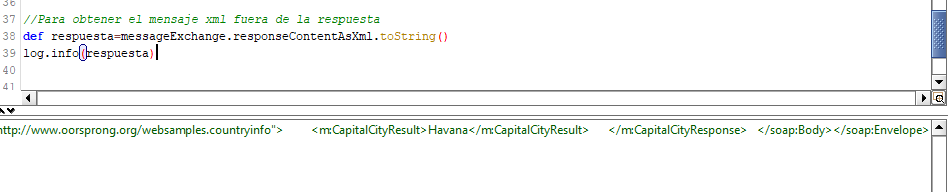 36
37 //Para obtener el mensaje xml fuera de la respuesta
38 def respuesta=messageExchange.responseContentAsXml.toString()
39 log.info(respuesta)
40
41
http://www.oorsprong.org/websamples.countryinfo"> <m:CapitalCityResult>Havana</m:CapitalCityResult> </m:CapitalCityResponse> </soap:Body></soap:Envelope>